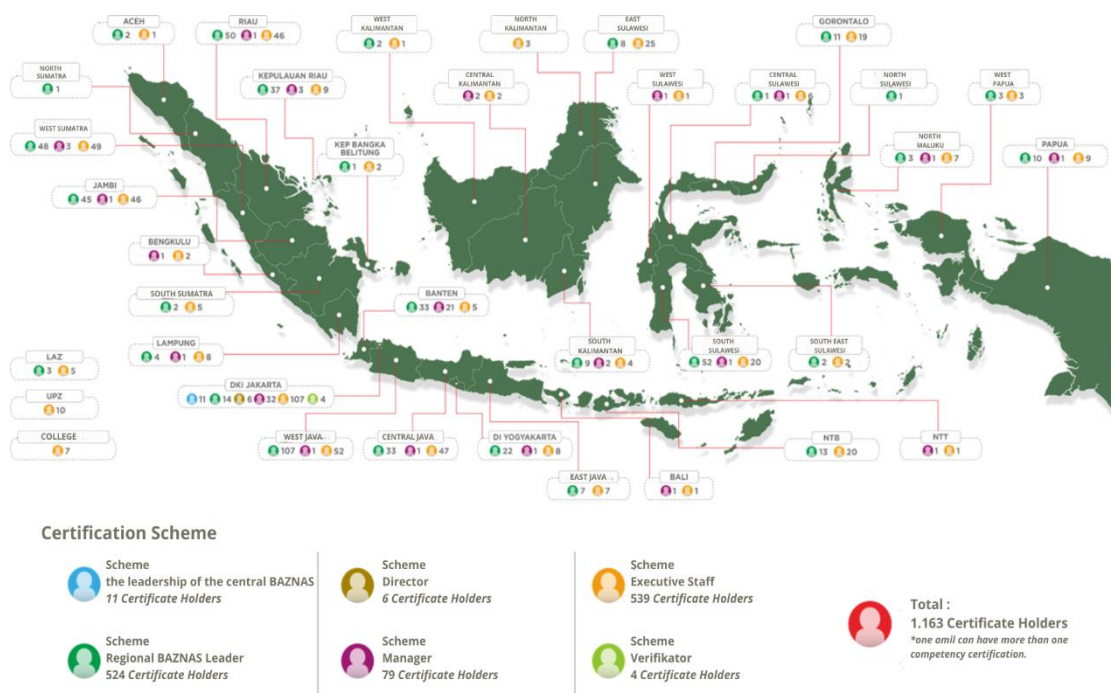 ACEH
2 1
RIAU
50 1 46
WEST
KALIMANTAN
2 1
NORTH
KALIMANTAN
3
EAST
SULAWESI
8 25
GORONTALO
11 19
NORTH
SUMATRA
1
KEPULAUAN RIAU
37 3 9
CENTRAL
KALIMANTAN
2 2
WEST
SULAWESI
1 1
CENTRAL
SULAWESI
1 1 6
NORTH
SULAWESI
1
WEST
PAPUA
3 3
WEST SUMATRA
48 3 49
KEP BANGKA
BELITUNG
1 2
NORTH
MALUKU
3 1 7
PAPUA
10 1 9
JAMBI
45 1 46
BENGKULU
1 2
SOUTH SUMATRA
2 5
BANTEN
33 21 5
LAMPUNG
4 1 8
SOUTH
KALIMANTAN
9 2 4
SOUTH
SULAWESI
52 1 20
SOUTH EAST
SULAWESI
2 2
LAZ
3 5
UPZ
10
COLLEGE
7
DKI JAKARTA
11 14 6 32 107 4
WEST JAVA
107 1 52
CENTRAL JAVA
33 1 47
DI YOGYAKARTA
22 1 8
NTB
13 20
NTT
1 1
EAST JAVA
7 7
BALI
1 1
Certification Scheme
Scheme
the leadership of the central BAZNAS
11 Certificate Holders
Scheme
Director
6 Certificate Holders
Scheme
Executive Staff
539 Certificate Holders
Scheme
Regional BAZNAS Leader
524 Certificate Holders
Scheme
Manager
79 Certificate Holders
Scheme
Verifikator
4 Certificate Holders
Total :
1.163 Certificate Holders
*one amil can have more than one
competency certification.